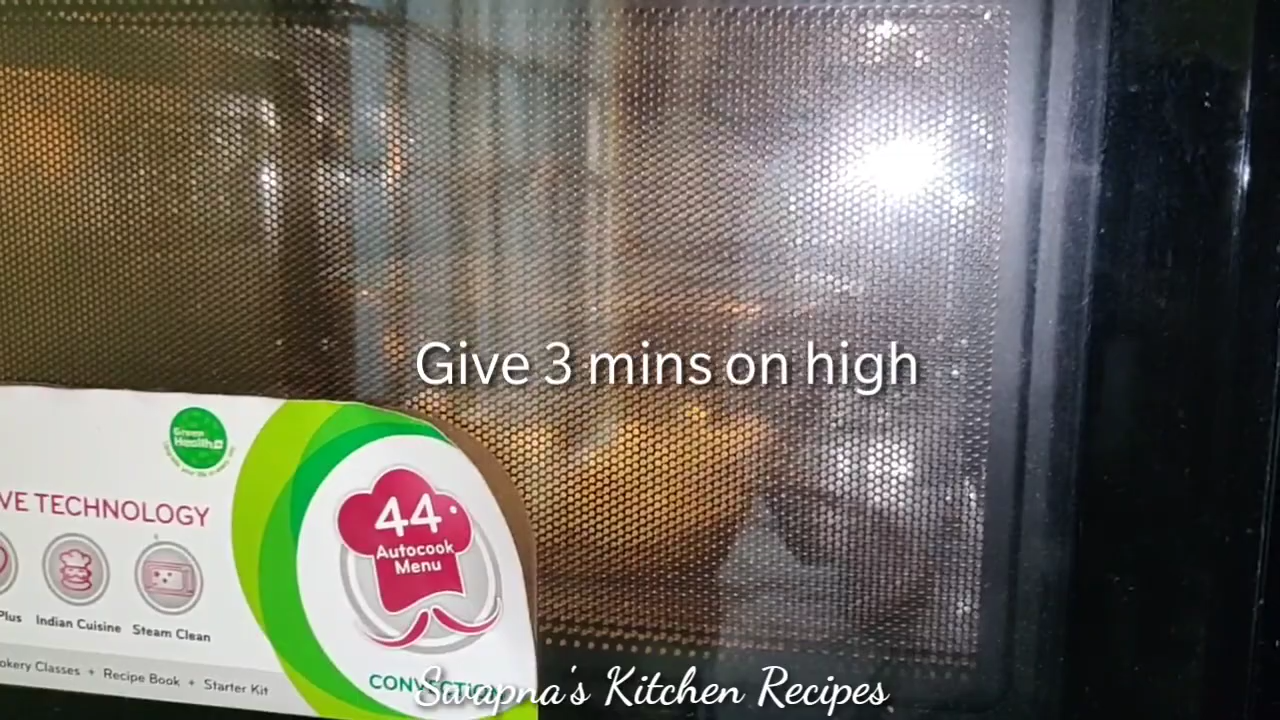 Give 3 mins on high
Green
Health+
VE TECHNOLOGY
44
Autocook
Menu
Plus
Indian Cuisine
Steam Clean
okery Classes + Recipe Book + Starter Kit
CONVECTION
Swapna's Kitchen Recipes